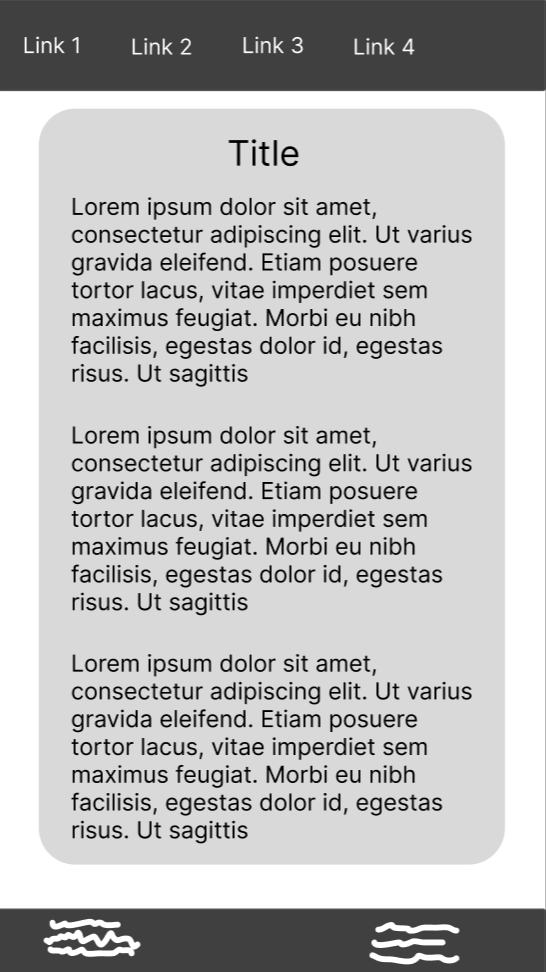 Link 1 Link 2 Link 3 Link 4
Title
Lorem ipsum dolor sit amet,
consectetur adipiscing elit. Ut varius
gravida eleifend. Etiam posuere
tortor lacus, vitae imperdiet sem
maximus feugiat. Morbi eu nibh
facilisis, egestas dolor id, egestas
risus. Ut sagittis
Lorem ipsum dolor sit amet,
consectetur adipiscing elit. Ut varius
gravida eleifend. Etiam posuere
tortor lacus, vitae imperdiet sem
maximus feugiat. Morbi eu nibh
facilisis, egestas dolor id, egestas
risus. Ut sagittis
Lorem ipsum dolor sit amet,
consectetur adipiscing elit. Ut varius
gravida eleifend. Etiam posuere
tortor lacus, vitae imperdiet sem
maximus feugiat. Morbi eu nibh
facilisis, egestas dolor id, egestas
risus. Ut sagittis